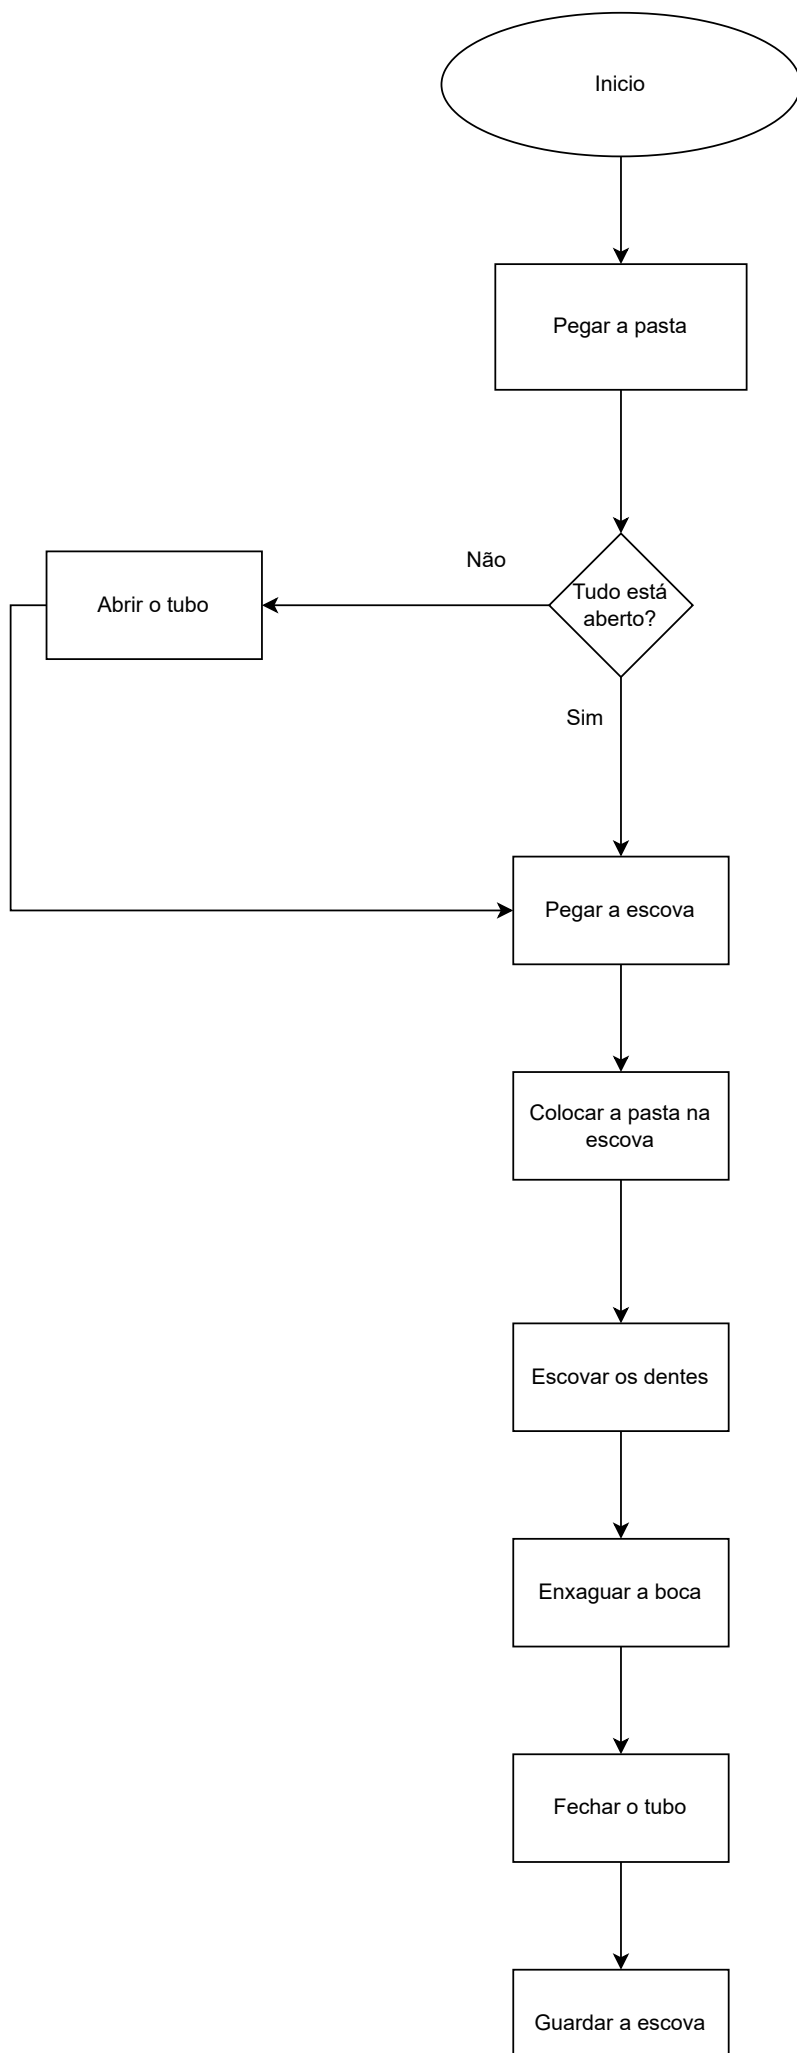 Inicio
Pegar a pasta
Não
Tudo está
aberto?
Abrir o tubo
Sim
Pegar a escova
Colocar a pasta na
escova
Escovar os dentes
Enxaguar a boca
Fechar o tubo
Guardar a escova